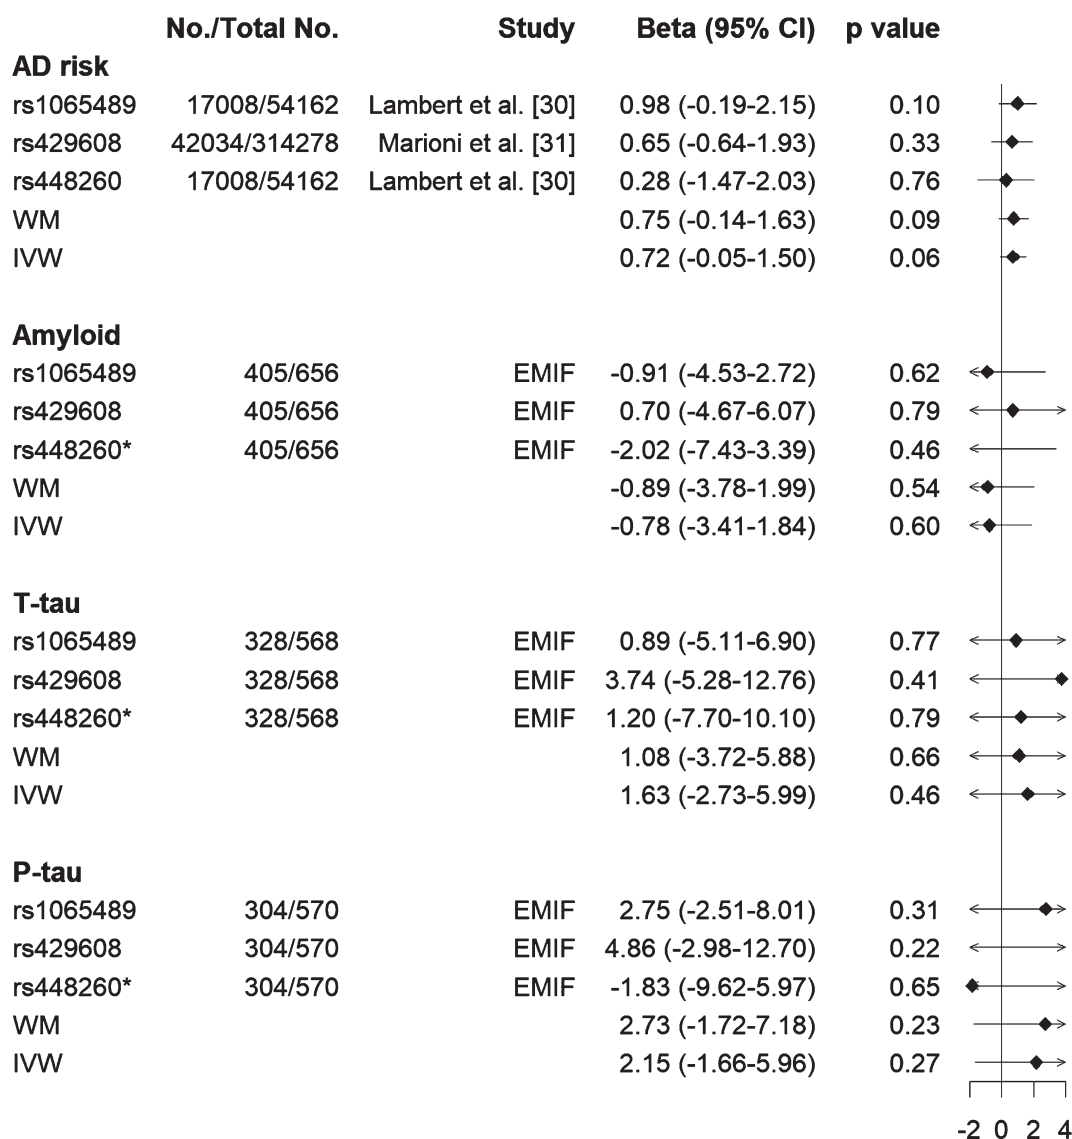 No./Total No. Study Beta (95% CI) p value
AD risk
rs1065489 17008/54162 Lambert et al. [30] 0.98 (-0.19-2.15) 0.10
rs429608 42034/314278 Marioni et al. [31] 0.65 (-0.64-1.93) 0.33
rs448260 17008/54162 Lambert et al. [30] 0.28 (-1.47-2.03) 0.76
WM 0.75 (-0.14-1.63) 0.09
IVW 0.72 (-0.05-1.50) 0.06
Amyloid
rs1065489 405/656 EMIF -0.91 (-4.53-2.72) 0.62
rs429608 405/656 EMIF 0.70 (-4.67-6.07) 0.79
rs448260* 405/656 EMIF -2.02 (-7.43-3.39) 0.46
WM -0.89 (-3.78-1.99) 0.54
IVW -0.78 (-3.41-1.84) 0.60
T-tau
rs1065489 328/568 EMIF 0.89 (-5.11-6.90) 0.77
rs429608 328/568 EMIF 3.74 (-5.28-12.76) 0.41
rs448260* 328/568 EMIF 1.20 (-7.70-10.10) 0.79
WM 1.08 (-3.72-5.88) 0.66
IVW 1.63 (-2.73-5.99) 0.46
P-tau
rs1065489 304/570 EMIF 2.75 (-2.51-8.01) 0.31
rs429608 304/570 EMIF 4.86 (-2.98-12.70) 0.22
rs448260* 304/570 EMIF -1.83 (-9.62-5.97) 0.65
WM 2.73 (-1.72-7.18) 0.23
IVW 2.15 (-1.66-5.96) 0.27
-2 0 2 4